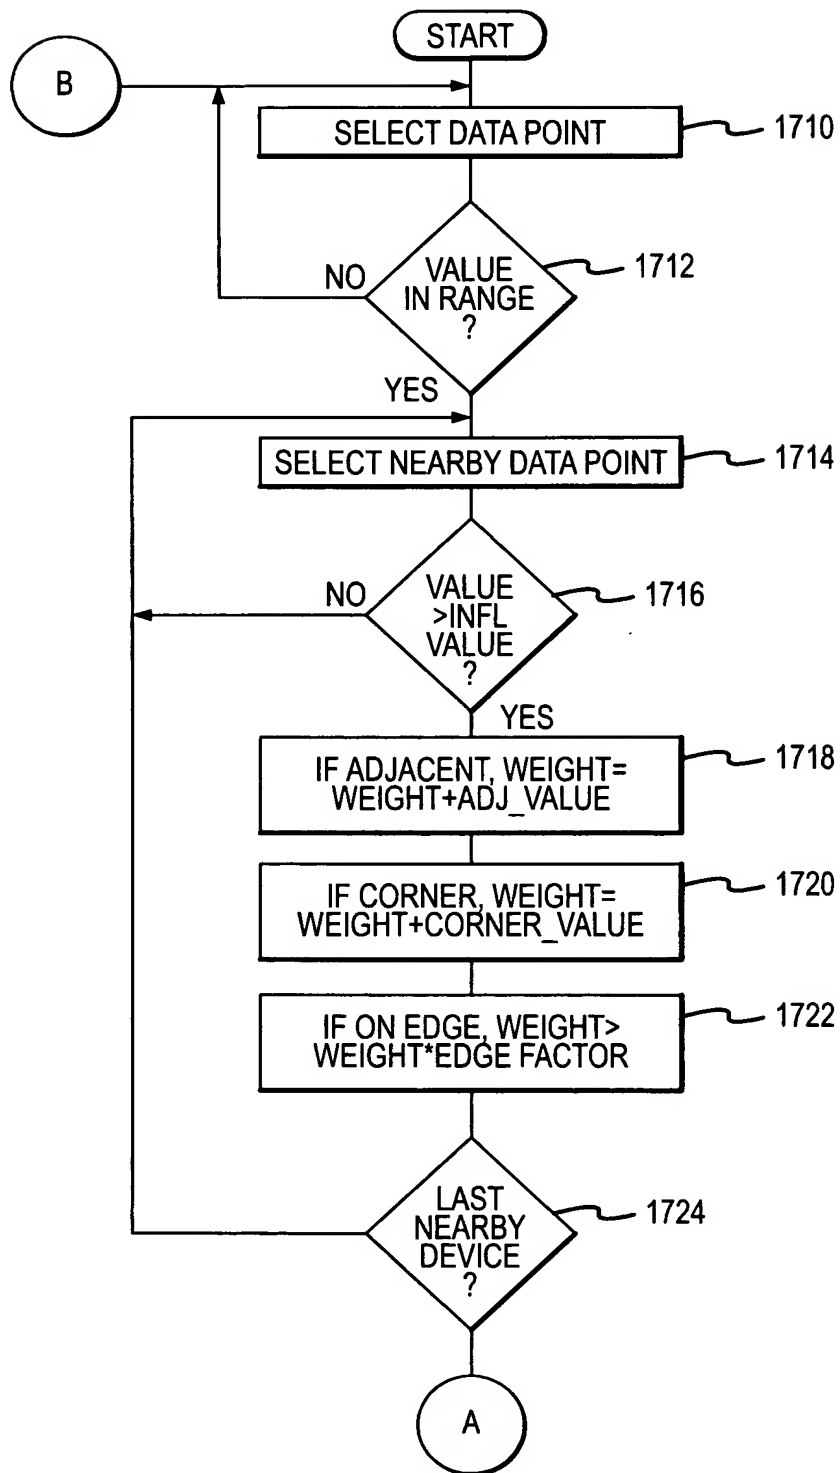 START
B
SELECT DATA POINT
1710
VALUE
IN RANGE
?
1712
NO
YES
SELECT NEARBY DATA POINT
1714
VALUE
>INFL
VALUE
?
1716
NO
YES
IF ADJACENT, WEIGHT=
WEIGHT+ADJ_VALUE
1718
IF CORNER, WEIGHT=
WEIGHT+CORNER_VALUE
1720
IF ON EDGE, WEIGHT>
WEIGHT*EDGE FACTOR
1722
LAST
NEARBY
DEVICE
?
1724
A